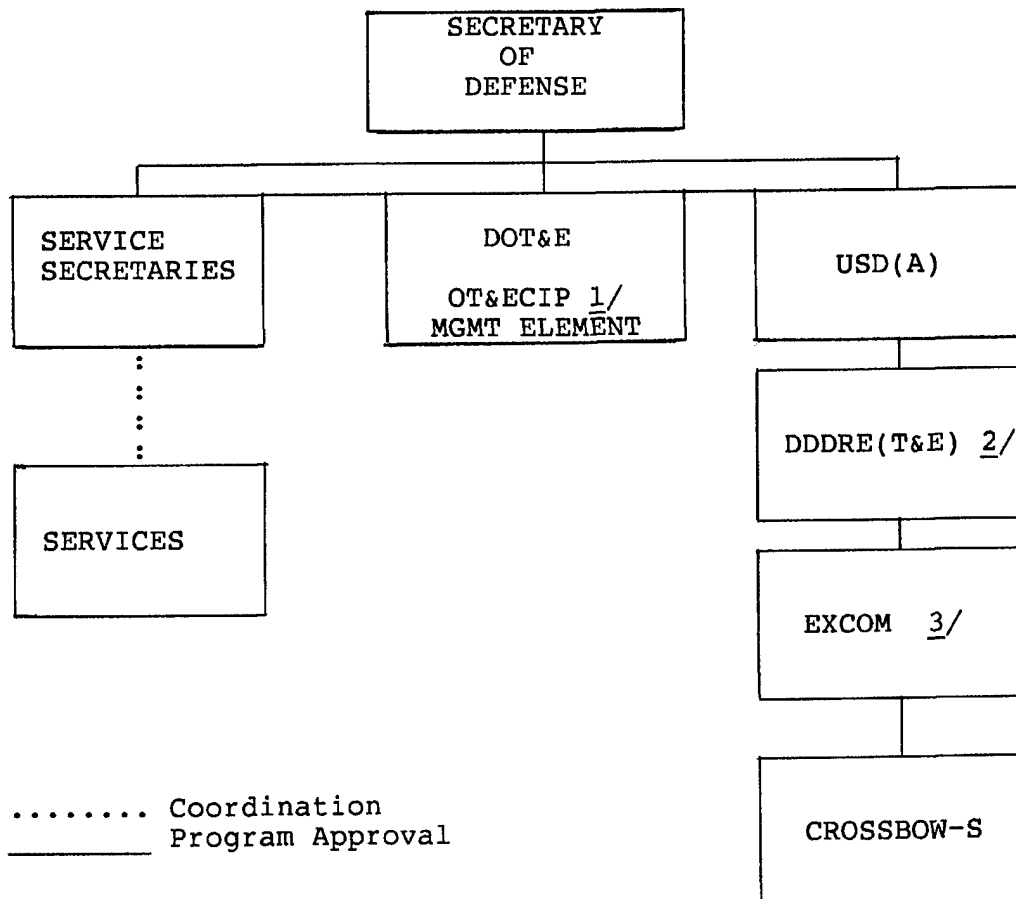 SECRETARY
OF
DEFENSE
SERVICE
SECRETARIES
DOT&E
OT&ECIP 1/
MGMT ELEMENT
USD(A)
DDDRE(T&E) 2/
SERVICES
EXCOM 3/
CROSSBOW-S
........ Coordination
Program Approval